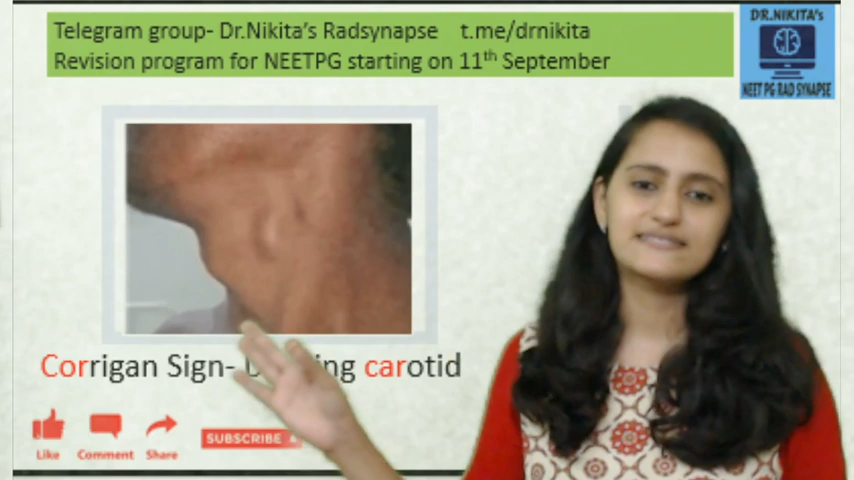 Telegram group- Dr.Nikita's Radsynapse t.me/drnikita
Revision program for NEETPG starting on 11th September
DR.NIKITA's
NEET PG RAD SYNAPSE
Corrigan Sign- carotid
Like Comment Share
SUBSCRIBE